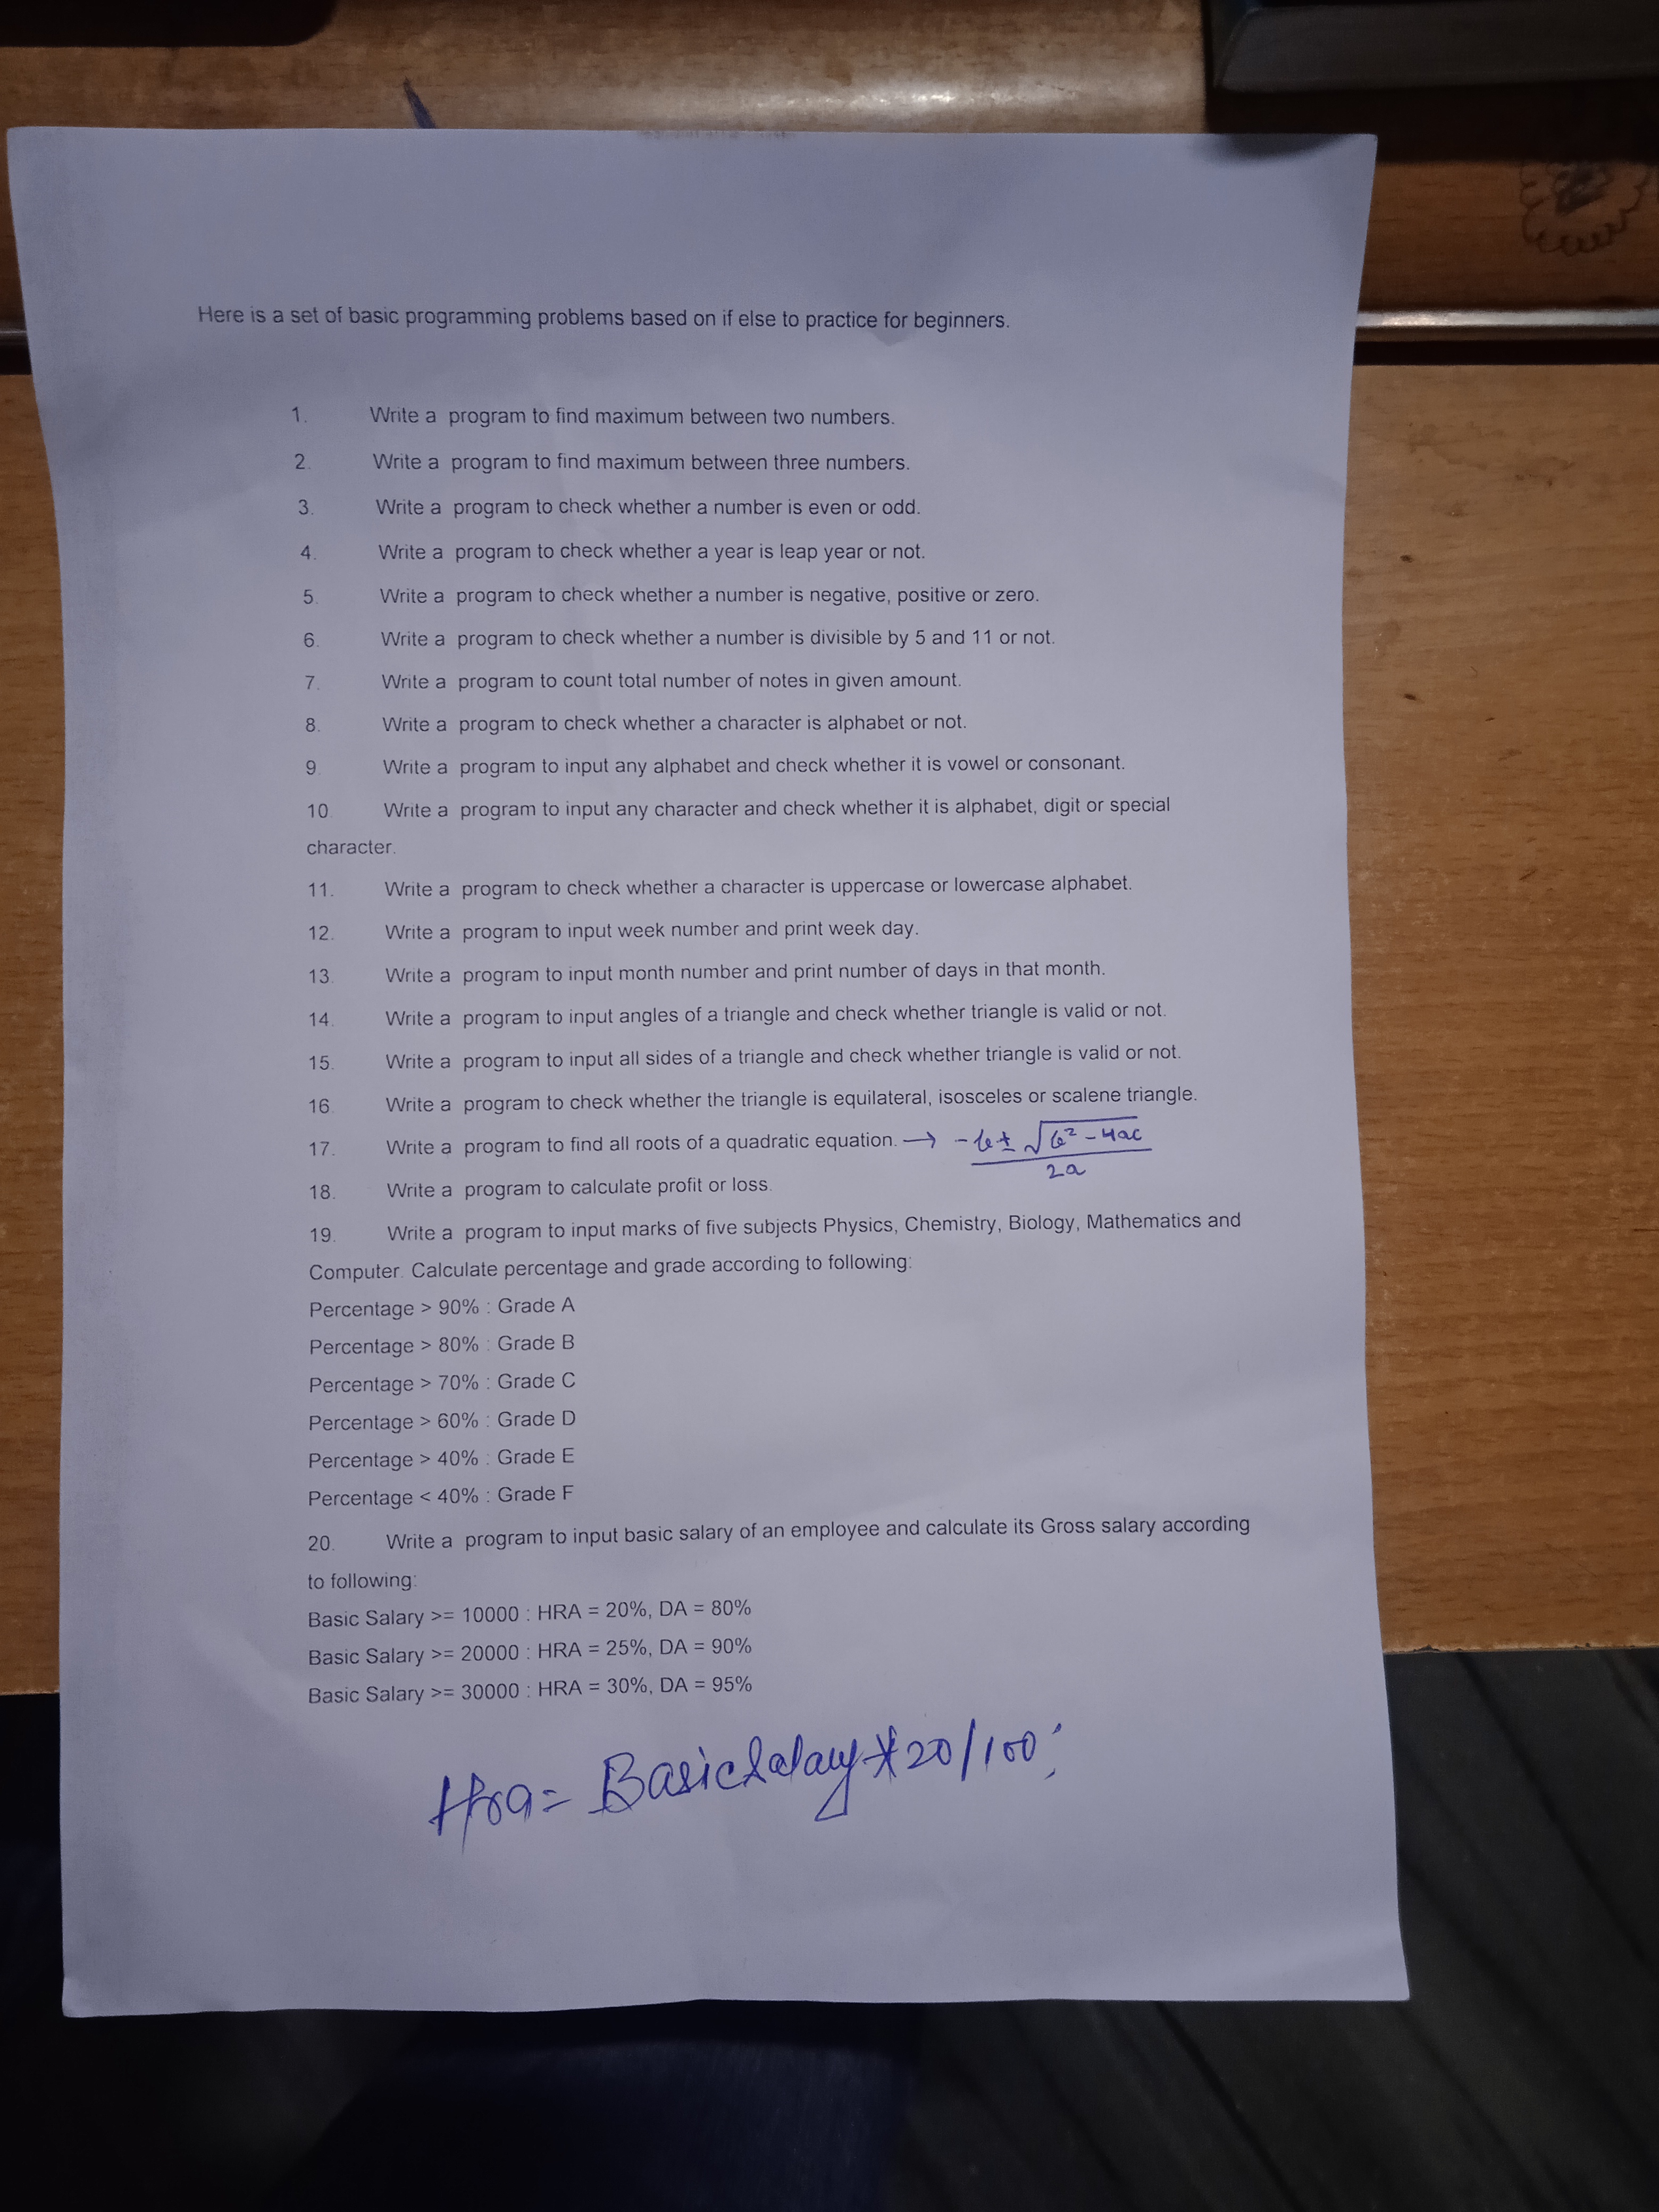 Here is a set of basic programming problems based on if else to practice for beginners.
1. Write a program to find maximum between two numbers.
2. Write a program to find maximum between three numbers.
3. Write a program to check whether a number is even or odd.
4. Write a program to check whether a year is leap year or not.
5. Write a program to check whether a number is negative, positive or zero.
6. Write a program to check whether a number is divisible by 5 and 11 or not.
7. Write a program to count total number of notes in given amount.
8. Write a program to check whether a character is alphabet or not.
9. Write a program to input any alphabet and check whether it is vowel or consonant.
10. Write a program to input any character and check whether it is alphabet, digit or special
character.
11. Write a program to check whether a character is uppercase or lowercase alphabet.
12. Write a program to input week number and print week day.
13. Write a program to input month number and print number of days in that month.
14. Write a program to input angles of a triangle and check whether triangle is valid or not.
15. Write a program to input all sides of a triangle and check whether triangle is valid or not.
16. Write a program to check whether the triangle is equilateral, isosceles or scalene triangle.
17. Write a program to find all roots of a quadratic equation. → -b ± √b² - 4ac
2a
18. Write a program to calculate profit or loss.
19. Write a program to input marks of five subjects Physics, Chemistry, Biology, Mathematics and
Computer. Calculate percentage and grade according to following:
Percentage > 90% : Grade A
Percentage > 80% : Grade B
Percentage > 70% : Grade C
Percentage > 60% : Grade D
Percentage > 40% : Grade E
Percentage < 40% : Grade F
20. Write a program to input basic salary of an employee and calculate its Gross salary according
to following:
Basic Salary >= 10000 : HRA = 20%, DA = 80%
Basic Salary >= 20000 : HRA = 25%, DA = 90%
Basic Salary >= 30000 : HRA = 30%, DA = 95%
Hra = BasicSalary * 20/100;